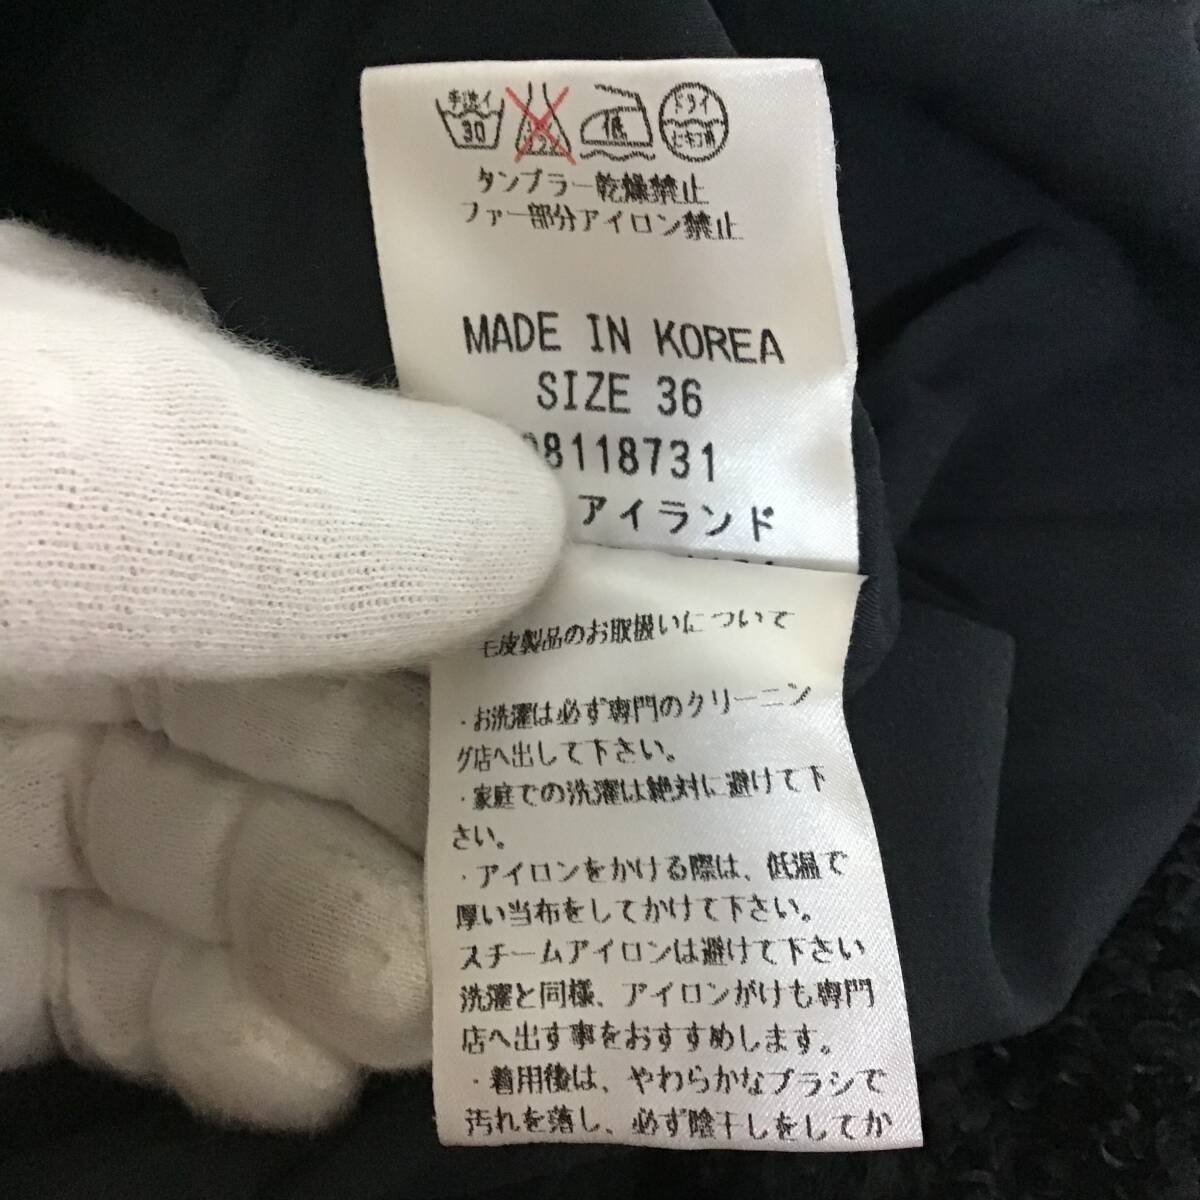 手洗イ 30 低 ドライ セキユ系
タンブラー乾燥禁止
ファー部分アイロン禁止
MADE IN KOREA
SIZE 36
8118731
アイランド
毛皮製品のお取扱いについて
・お洗濯は必ず専門のクリーニン
グ店へ出して下さい。
・家庭での洗濯は絶対に避けて下
さい。
・アイロンをかける際は、低温で
厚い当布をしてかけて下さい。
スチームアイロンは避けて下さい
洗濯と同様、アイロンがけも専門
店へ出す事をおすすめします。
・着用後は、やわらかなブラシで
汚れを落し、必ず陰干しをしてか